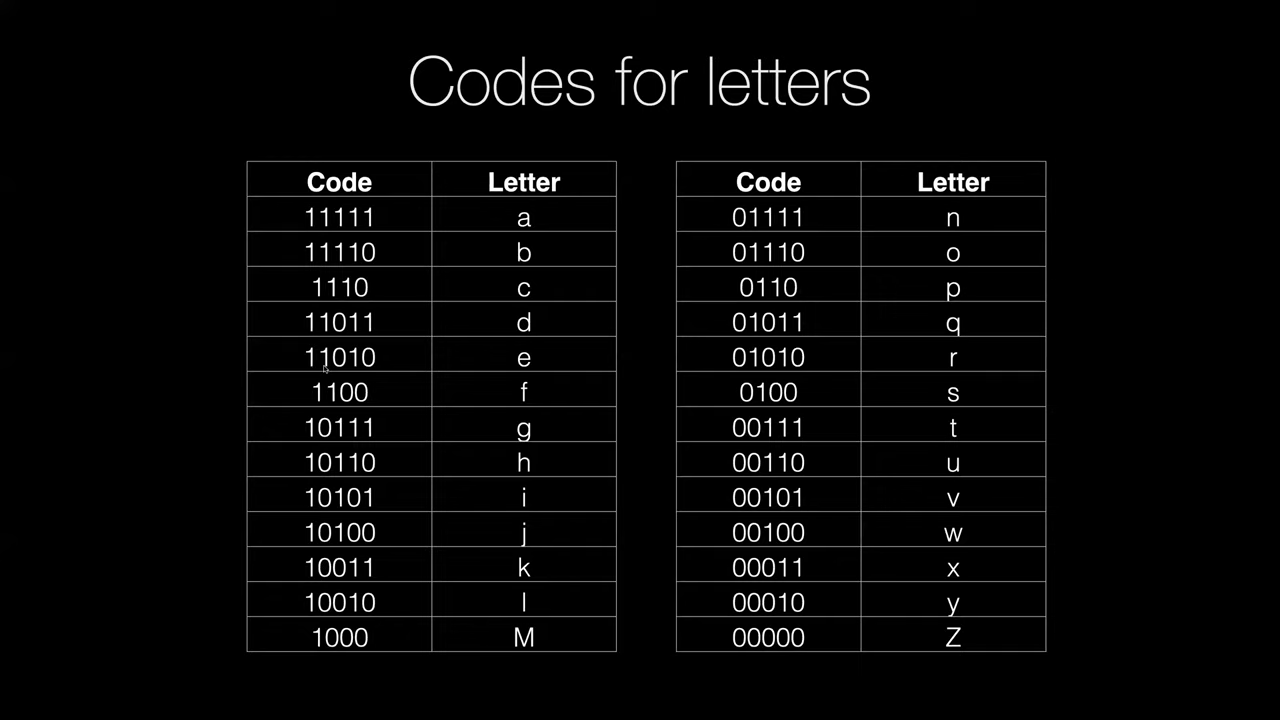 Codes for letters
Code Letter
11111 a
11110 b
1110 c
11011 d
11010 e
1100 f
10111 g
10110 h
10101 i
10100 j
10011 k
10010 l
1000 M
Code Letter
01111 n
01110 o
0110 p
01011 q
01010 r
0100 s
00111 t
00110 u
00101 v
00100 w
00011 x
00010 y
00000 Z